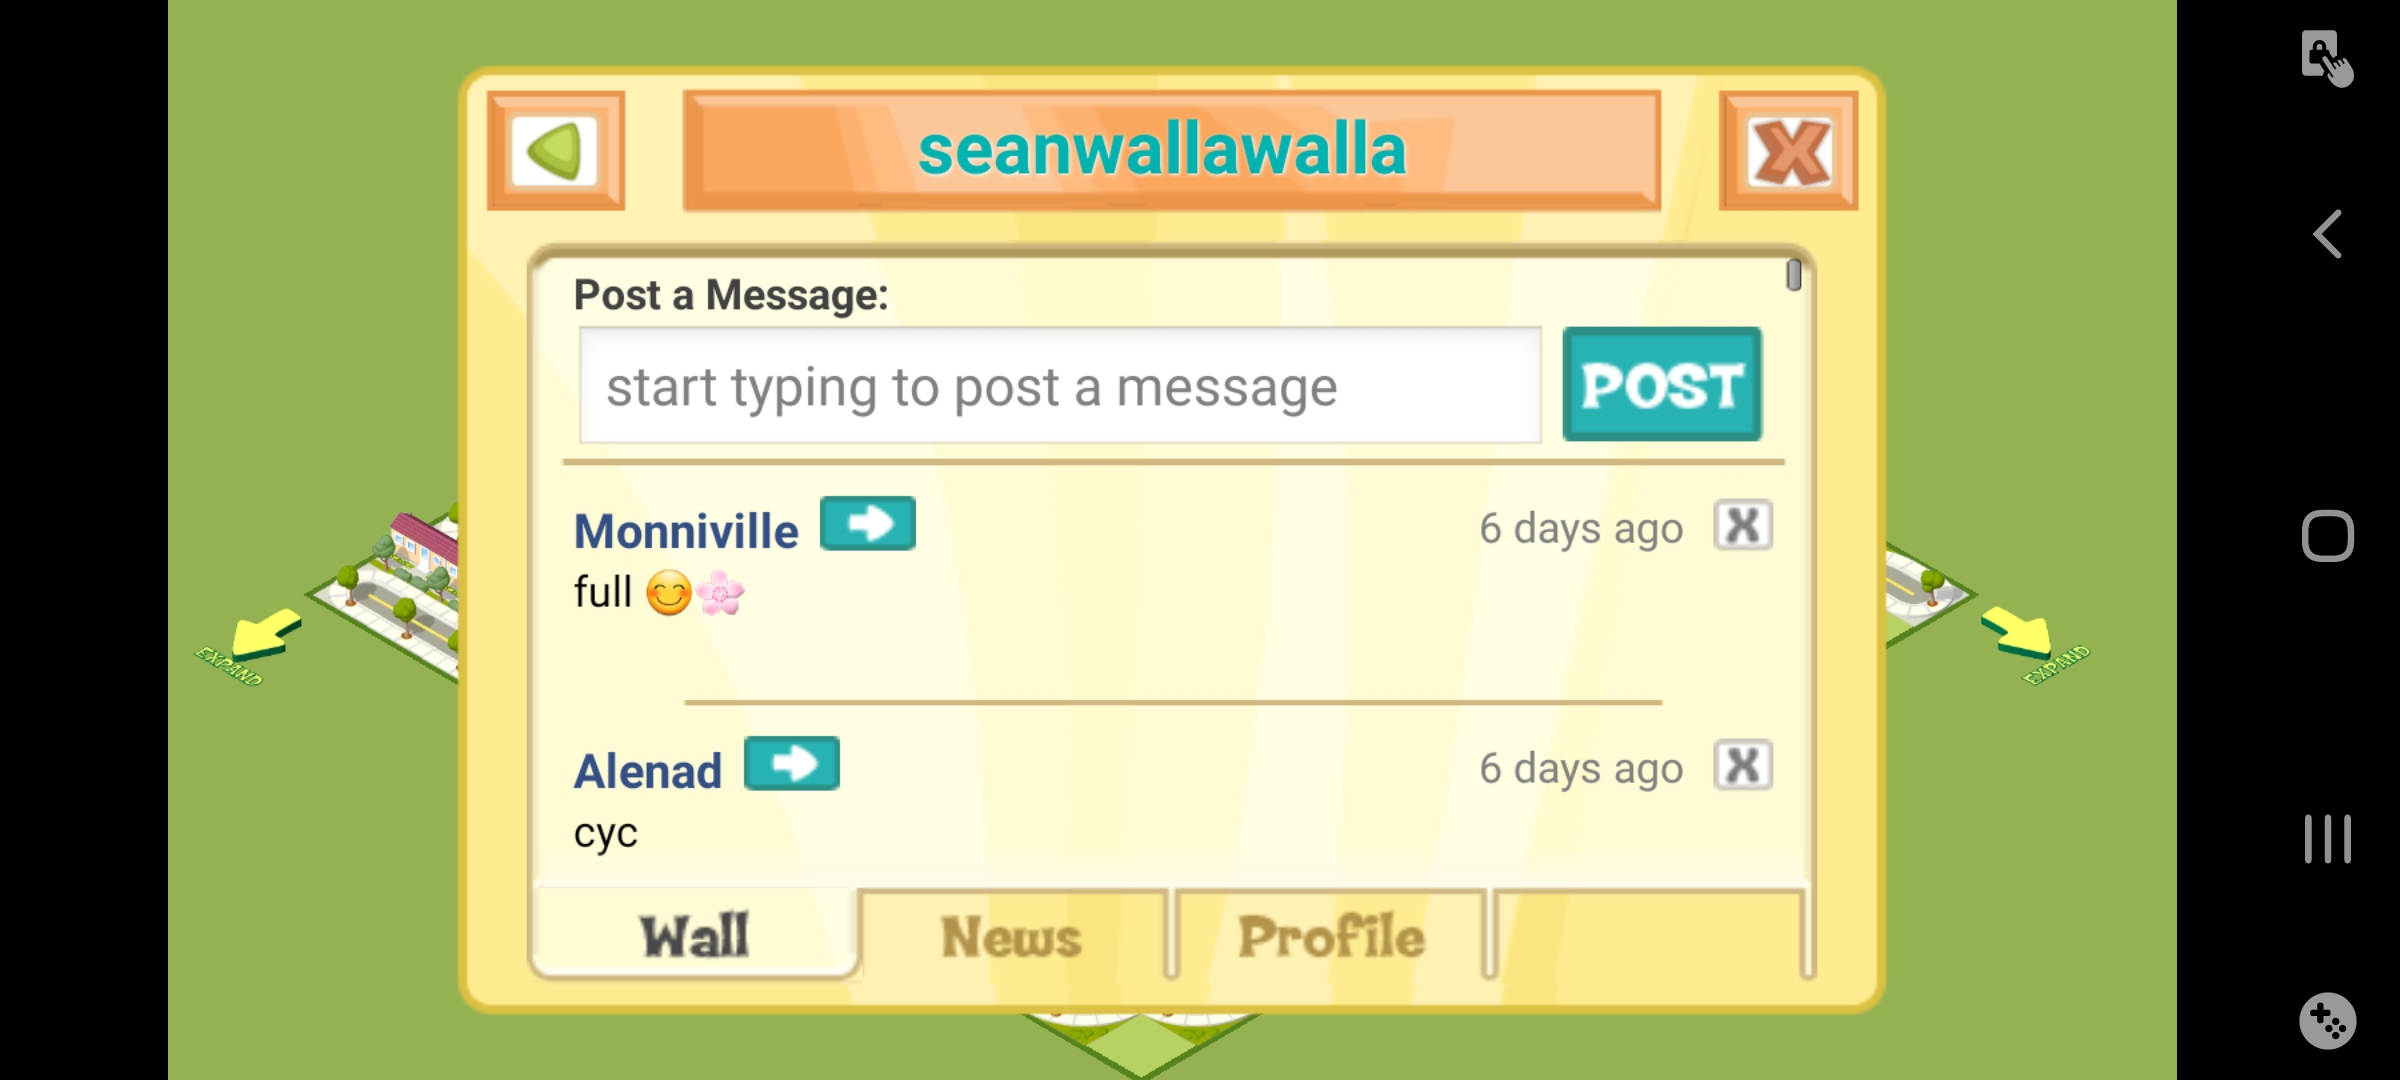 seanwallawalla
Post a Message:
start typing to post a message
POST
Monniville
6 days ago
X
full 😊🌸
EXPAND
EXPAND
Alenad
6 days ago
X
cyc
Wall
News
Profile